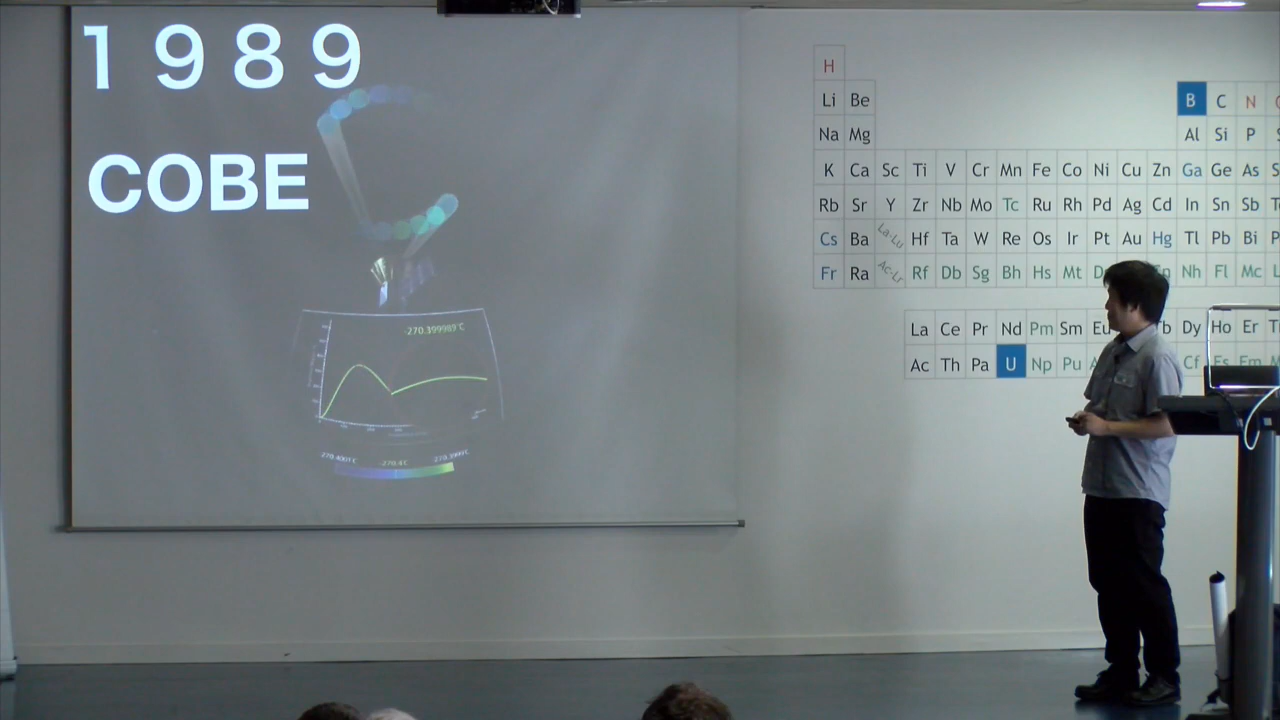 1989
COBE
-270.399989°C
-270.4°C
-270.3999°C
H
Li Be B C N
Na Mg Al Si P
K Ca Sc Ti V Cr Mn Fe Co Ni Cu Zn Ga Ge As
Rb Sr Y Zr Nb Mo Tc Ru Rh Pd Ag Cd In Sn Sb
Cs Ba La-Lu Hf Ta W Re Os Ir Pt Au Hg Tl Pb Bi
Fr Ra Ac-Lr Rf Db Sg Bh Hs Mt Nh Fl Mc
La Ce Pr Nd Pm Sm Eu Dy Ho Er
Ac Th Pa U Np Pu Cf Es Fm